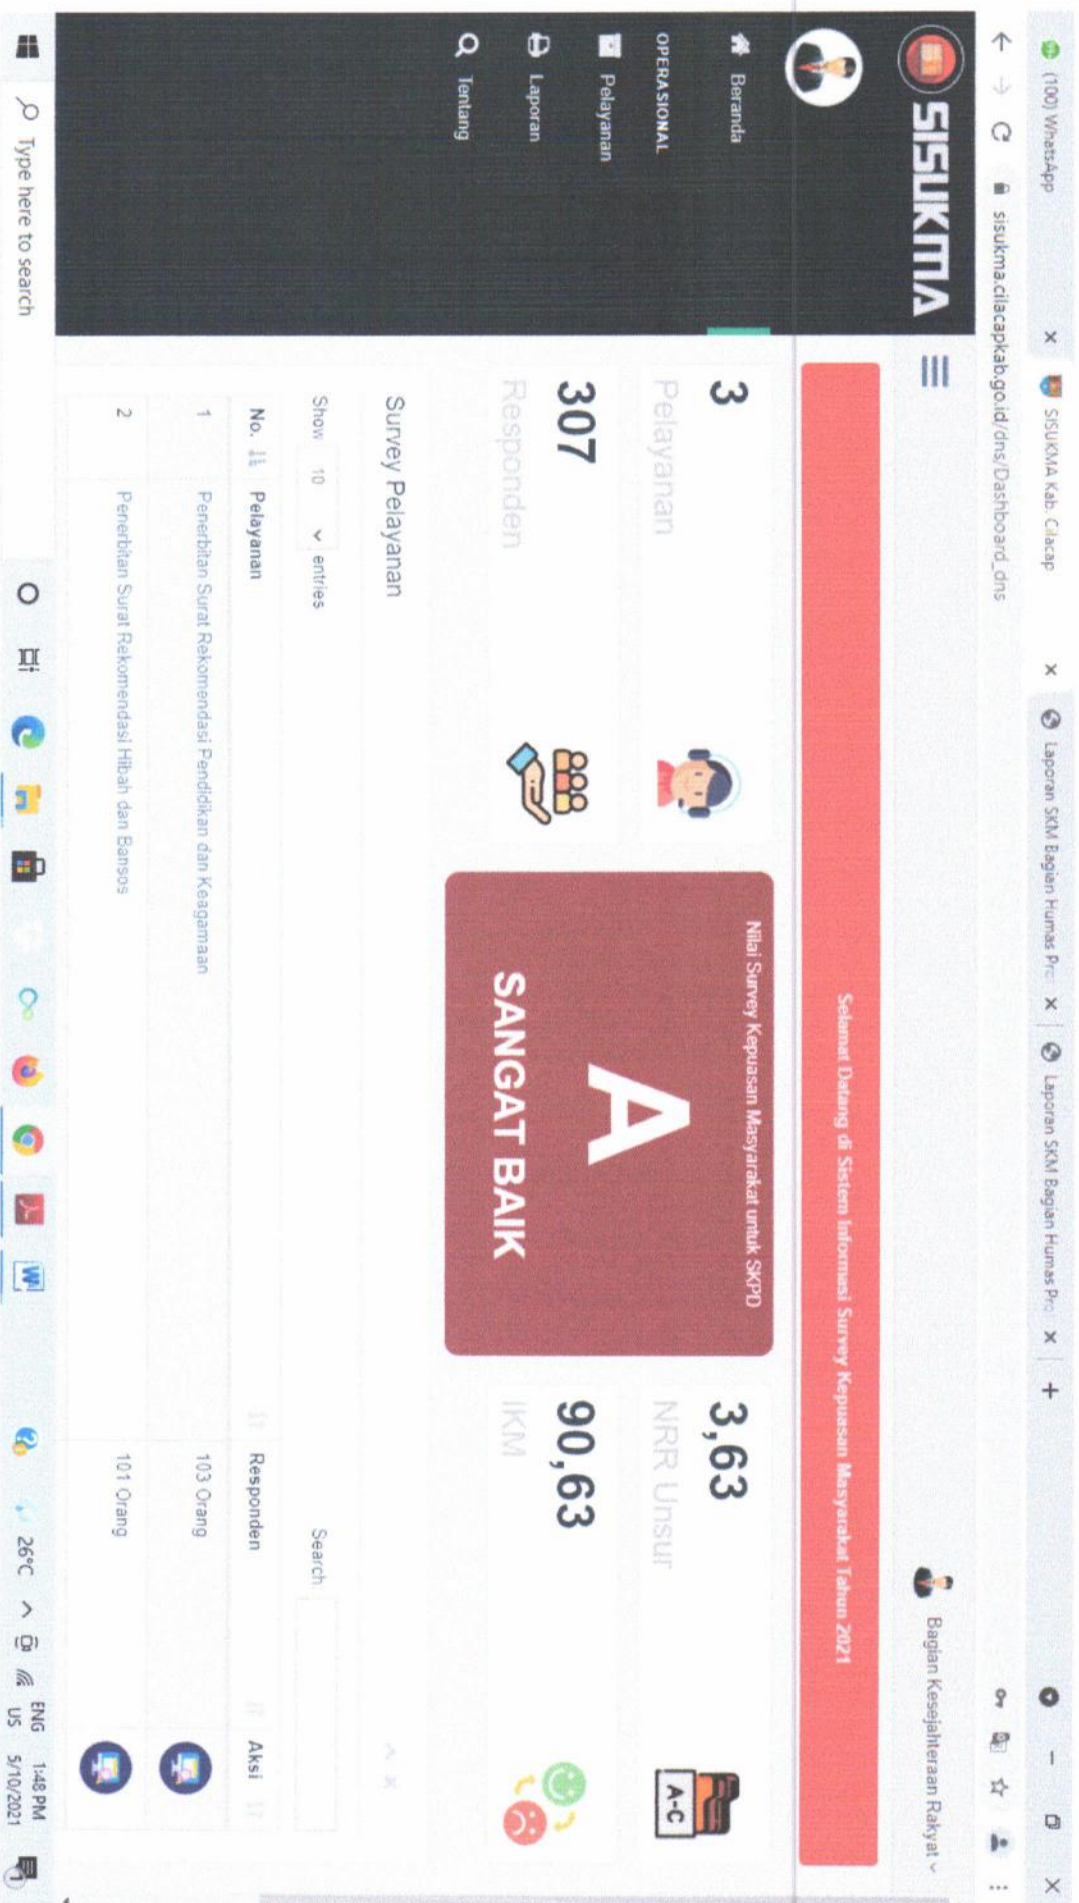 (100) WhatsApp
SISUKMA Kab. Cilacap
Laporan SKM Bagian Humas Pro
Laporan SKM Bagian Humas Pro
sisukma.cilacapkab.go.id/dns/Dashboard_dns
SISUKMA
Bagian Kesejahteraan Rakyat
Beranda
OPERASIONAL
Pelayanan
Laporan
Tentang
Selamat Datang di Sistem Informasi Survey Kepuasan Masyarakat Tahun 2021
3
Pelayanan
307
Responden
Nilai Survey Kepuasan Masyarakat untuk SKPD
A
SANGAT BAIK
3,63
NRR Unsur
A-C
90,63
IKM
Survey Pelayanan
Show 10 entries
Search:
No. Pelayanan Responden Aksi
1 Penerbitan Surat Rekomendasi Pendidikan dan Keagamaan 103 Orang
2 Penerbitan Surat Rekomendasi Hibah dan Bansos 101 Orang
Type here to search
26°C
ENG
US
1:48 PM
5/10/2021
1